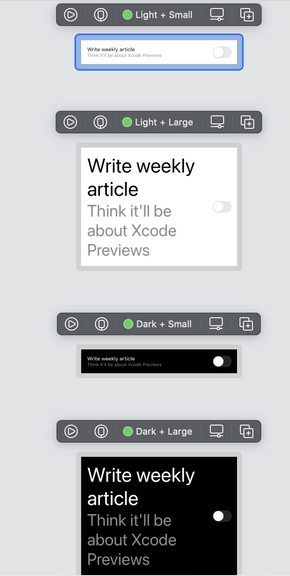 Light + Small
Write weekly article
Think it'll be about Xcode Previews
Light + Large
Write weekly
article
Think it'll be
about Xcode
Previews
Dark + Small
Write weekly article
Think it'll be about Xcode Previews
Dark + Large
Write weekly
article
Think it'll be
about Xcode
Previews